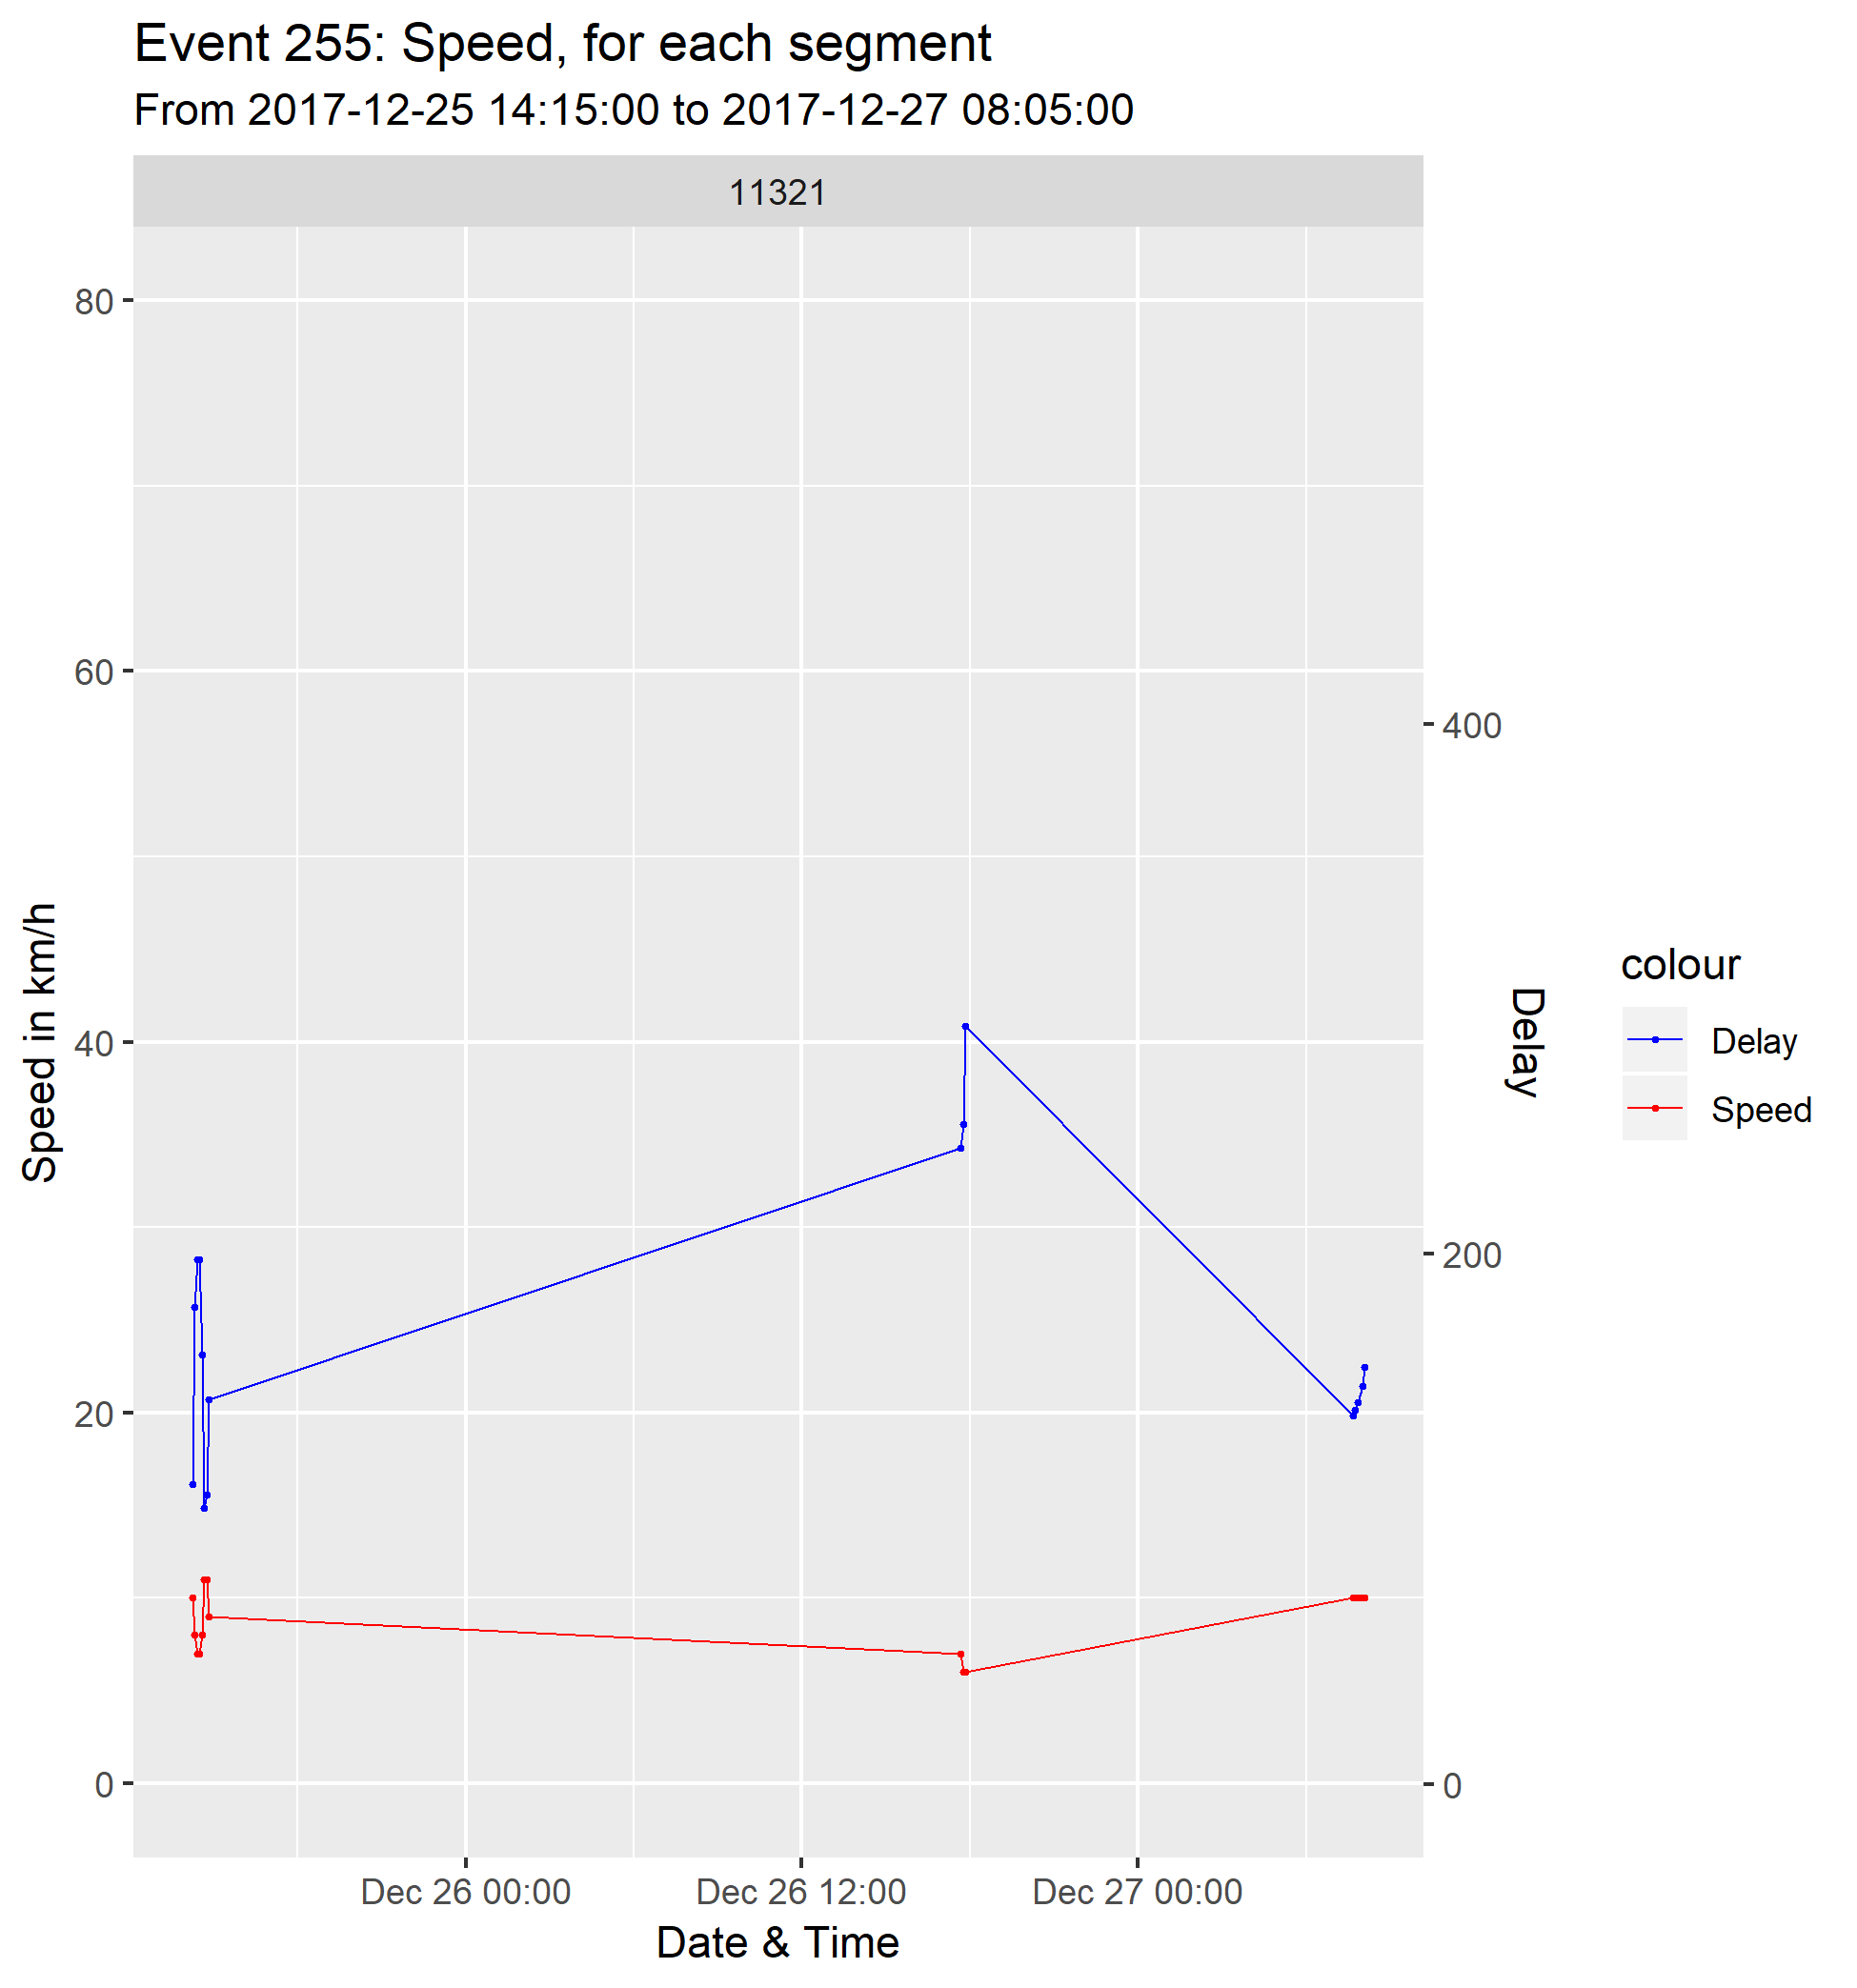 Event 255: Speed, for each segment
From 2017-12-25 14:15:00 to 2017-12-27 08:05:00
11321
80
60
40
20
0
Speed in km/h
400
200
0
Delay
colour
Delay
Speed
Dec 26 00:00
Dec 26 12:00
Dec 27 00:00
Date & Time